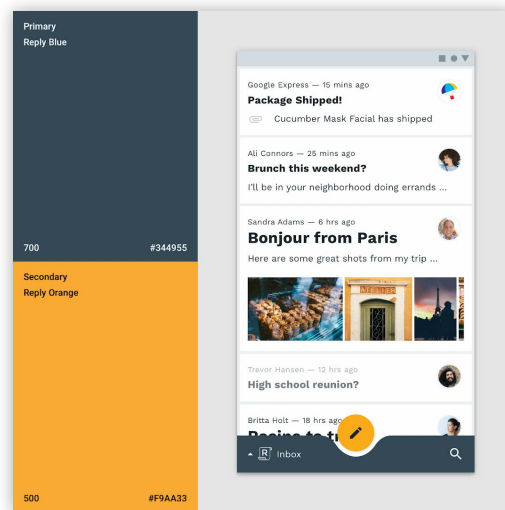 Primary
Reply Blue
700 #344955
Secondary
Reply Orange
500 #F9AA33
Google Express — 15 mins ago
Package Shipped!
Cucumber Mask Facial has shipped
Ali Connors — 25 mins ago
Brunch this weekend?
I'll be in your neighborhood doing errands ...
Sandra Adams — 6 hrs ago
Bonjour from Paris
Here are some great shots from my trip ...
Trevor Hansen — 12 hrs ago
High school reunion?
Britta Holt — 18 hrs ago
Recipe to
R Inbox